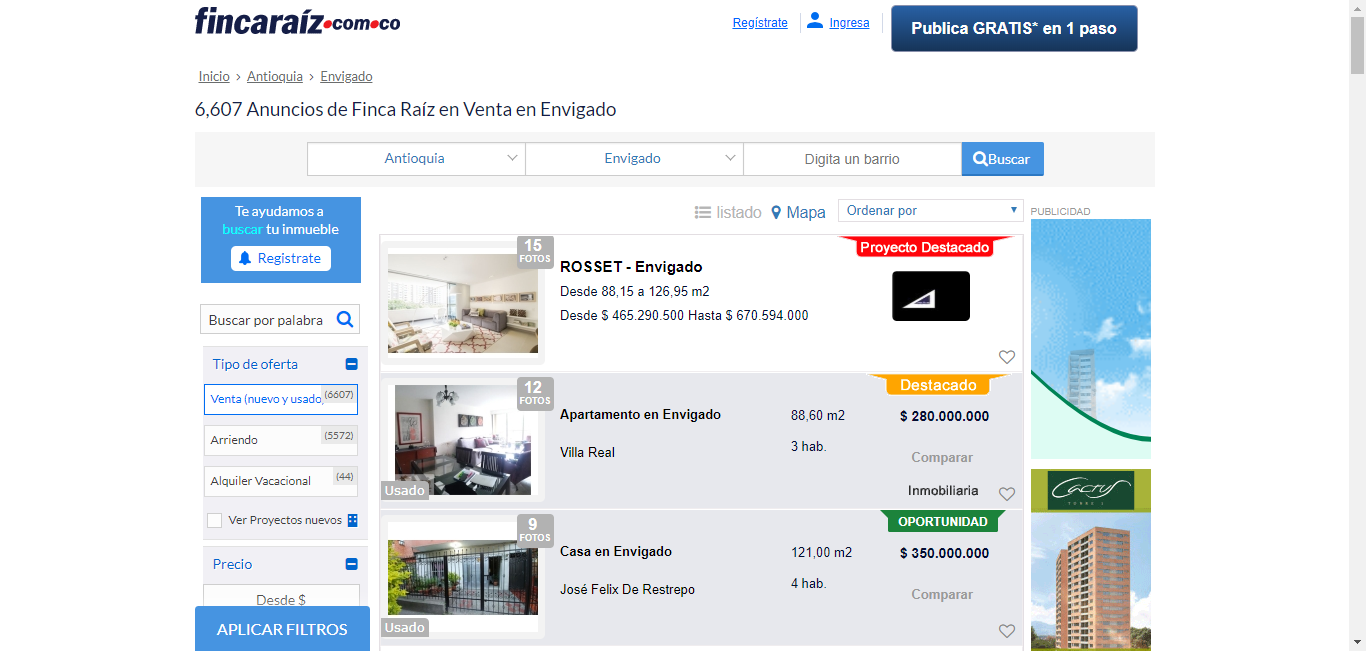 fincaraíz.com.co
Regístrate
Ingresa
Publica GRATIS* en 1 paso
Inicio › Antioquia › Envigado
6,607 Anuncios de Finca Raíz en Venta en Envigado
Antioquia
Envigado
Digita un barrio
Buscar
Te ayudamos a
buscar tu inmueble
Registrate
Buscar por palabra
Tipo de oferta
Venta (nuevo y usado) (6607)
Arriendo (5572)
Alquiler Vacacional (44)
Ver Proyectos nuevos
Precio
Desde $
APLICAR FILTROS
listado
Mapa
Ordenar por
15
FOTOS
Proyecto Destacado
ROSSET - Envigado
Desde 88,15 a 126,95 m2
Desde $ 465.290.500 Hasta $ 670.594.000
12
FOTOS
Usado
Destacado
Apartamento en Envigado
88,60 m2
$ 280.000.000
Villa Real
3 hab.
Comparar
Inmobiliaria
9
FOTOS
Usado
OPORTUNIDAD
Casa en Envigado
121,00 m2
$ 350.000.000
José Felix De Restrepo
4 hab.
Comparar
PUBLICIDAD
Cactus